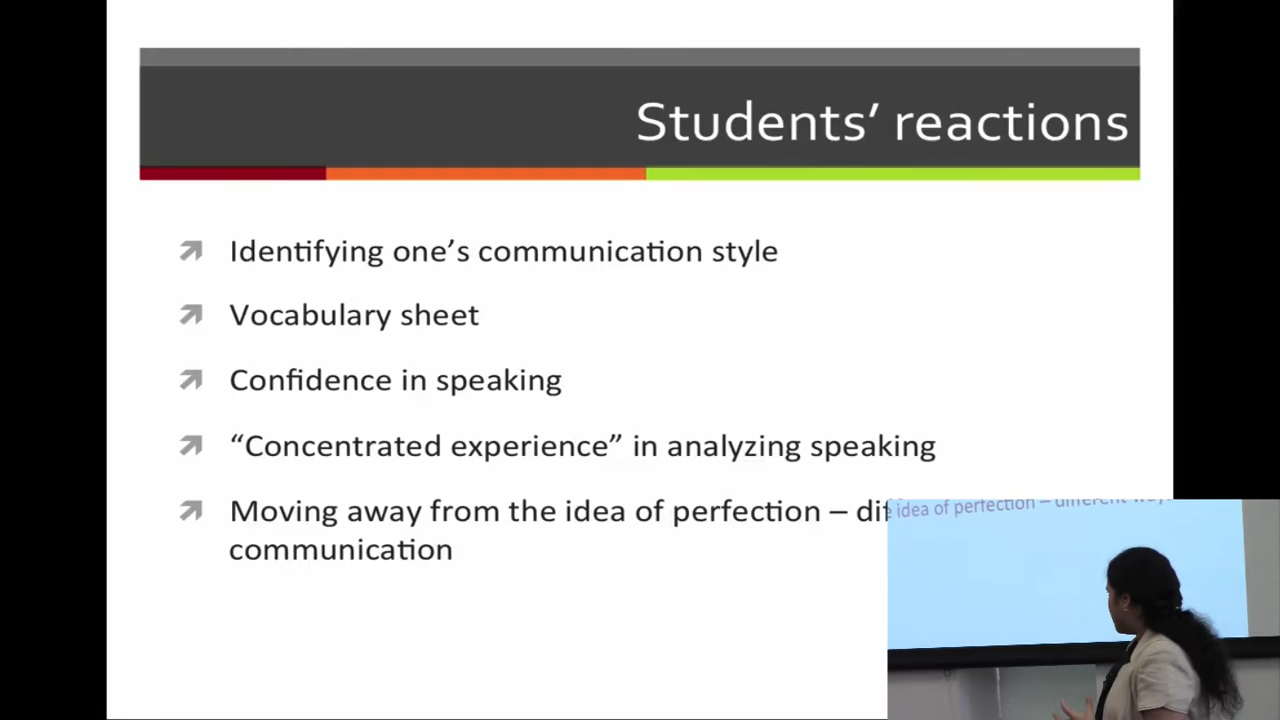 Students’ reactions
Identifying one’s communication style
Vocabulary sheet
Confidence in speaking
“Concentrated experience” in analyzing speaking
Moving away from the idea of perfection –
communication
idea of perfection – different